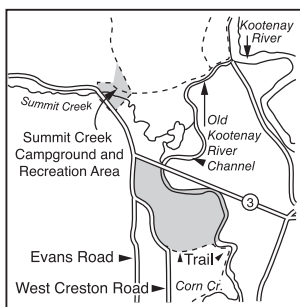 Kootenay
River
Summit Creek
Old
Kootenay
River
Channel
Summit Creek
Campground and
Recreation Area
3
Evans Road
Trail
West Creston Road
Corn Cr.